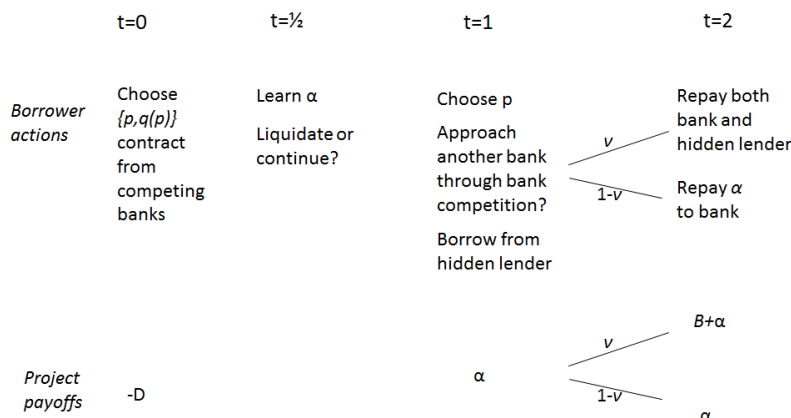 t=0
t=½
t=1
t=2
Borrower
actions
Choose
{p,q(p)}
contract
from
competing
banks
Learn α
Liquidate or
continue?
Choose p
Approach
another bank
through bank
competition?
Borrow from
hidden lender
v
1-v
Repay both
bank and
hidden lender
Repay α
to bank
Project
payoffs
-D
α
v
1-v
B+α
α